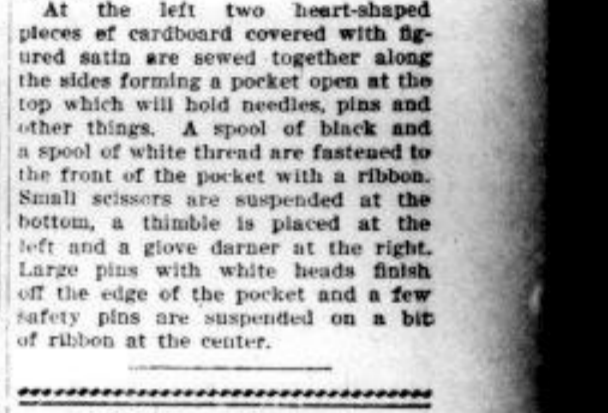 At the left two heart-shaped
pieces of cardboard covered with fig-
ured satin are sewed together along
the sides forming a pocket open at the
top which will hold needles, pins and
other things. A spool of black and
a spool of white thread are fastened to
the front of the pocket with a ribbon.
Small scissors are suspended at the
bottom, a thimble is placed at the
left and a glove darner at the right.
Large pins with white heads finish
off the edge of the pocket and a few
safety pins are suspended on a bit
of ribbon at the center.